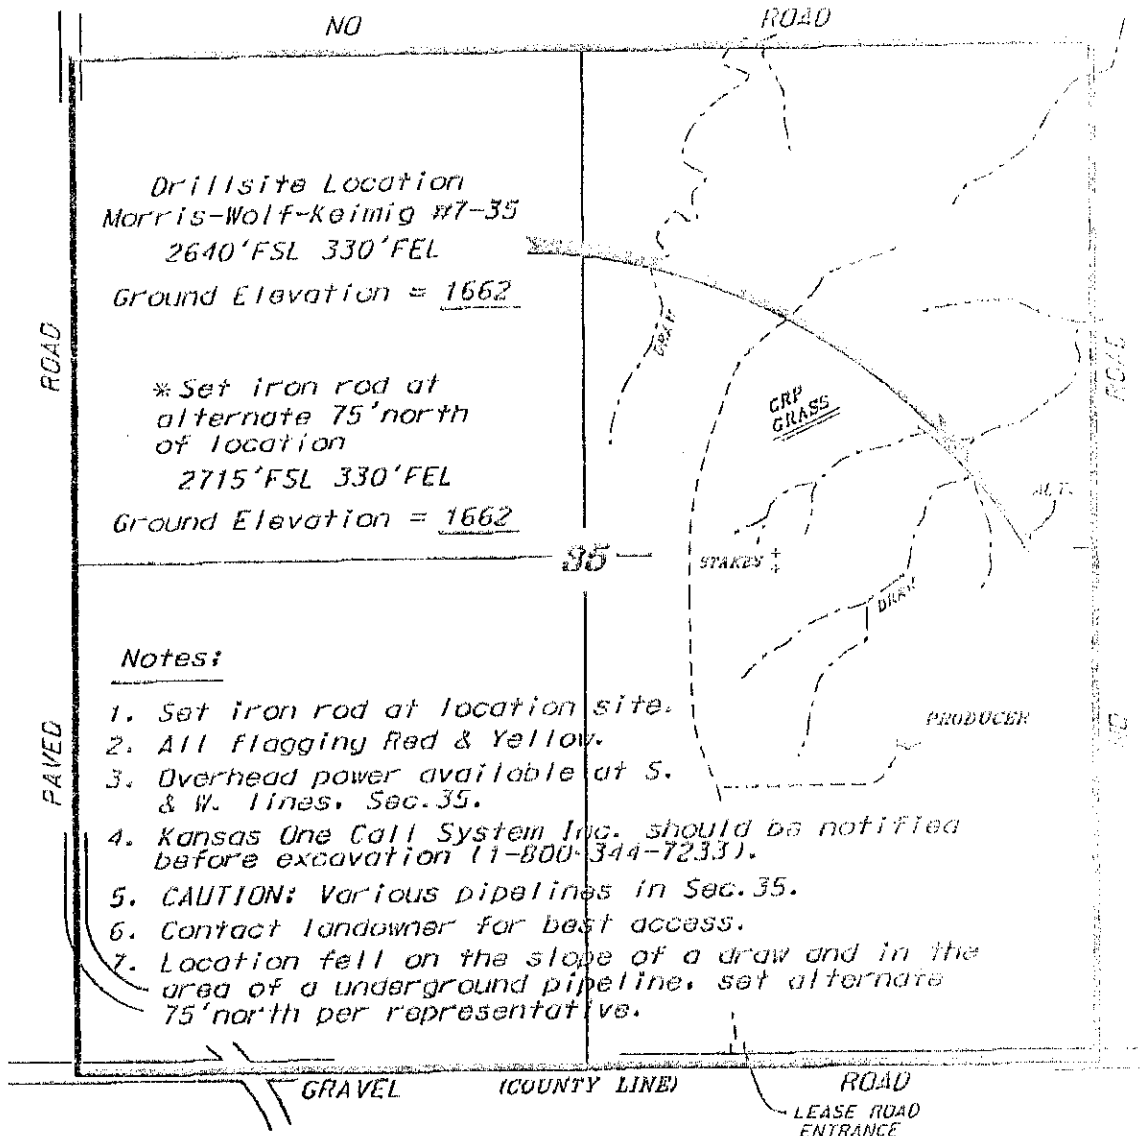 NO ROAD
Drillsite Location
Morris-Wolf-Keimig #7-35
2640'FSL 330'FEL
Ground Elevation = 1662
*Set iron rod at
alternate 75'north
of location
2715'FSL 330'FEL
Ground Elevation = 1662
ROAD
PAVED
DRAW
CRP
GRASS
ALT.
ROAD
NO
35
STAKES
DRAW
PRODUCER
Notes:
1. Set iron rod at location site.
2. All flagging Red & Yellow.
3. Overhead power available at S.
& W. lines, Sec.35.
4. Kansas One Call System Inc. should be notified
before excavation (1-800-344-7233).
5. CAUTION: Various pipelines in Sec.35.
6. Contact landowner for best access.
7. Location fell on the slope of a draw and in the
area of a underground pipeline, set alternate
75'north per representative.
GRAVEL (COUNTY LINE) ROAD
LEASE ROAD
ENTRANCE